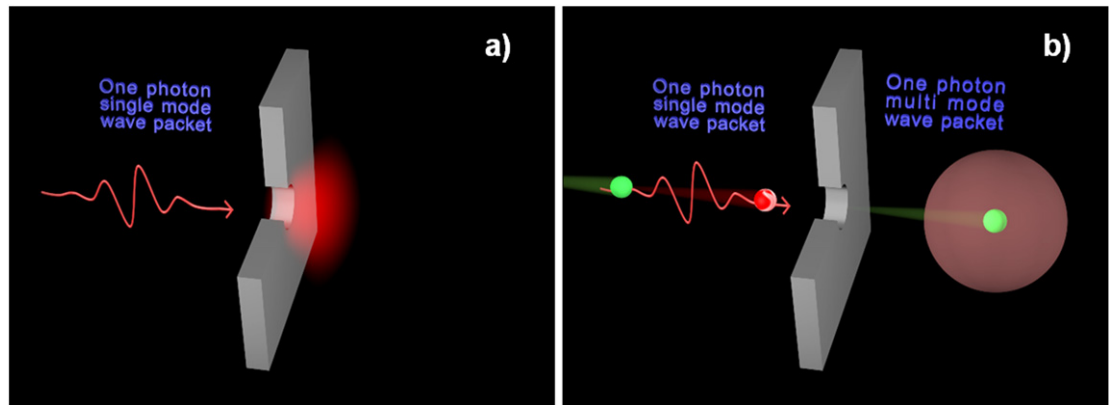 a)
One photon
single mode
wave packet
b)
One photon
single mode
wave packet
One photon
multi mode
wave packet